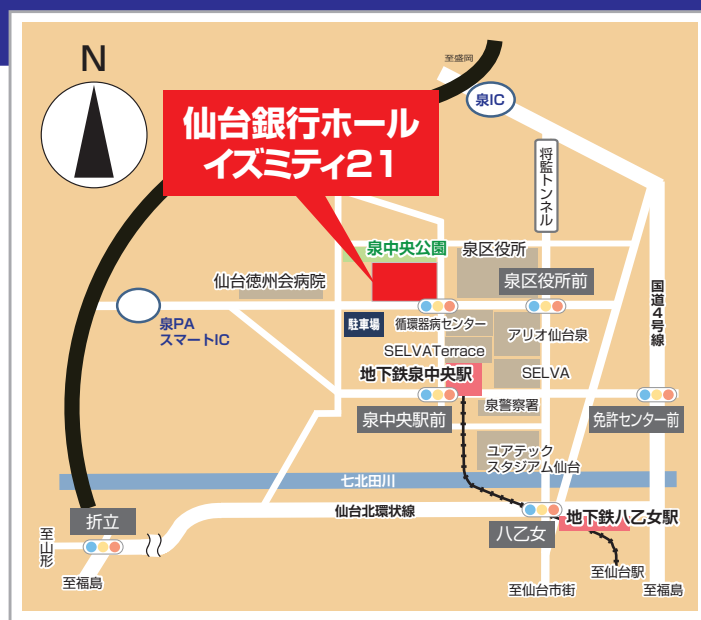 N
至盛岡
泉IC
仙台銀行ホール
イズミティ21
将監トンネル
泉中央公園
泉区役所
仙台徳州会病院
泉区役所前
国道4号線
泉PA
スマートIC
駐車場
循環器病センター
アリオ仙台泉
SELVATerrace
地下鉄泉中央駅
SELVA
泉警察署
泉中央駅前
免許センター前
ユアテック
スタジアム仙台
七北田川
折立
仙台北環状線
地下鉄八乙女駅
八乙女
至山形
至福島
至仙台駅
至仙台市街
至福島